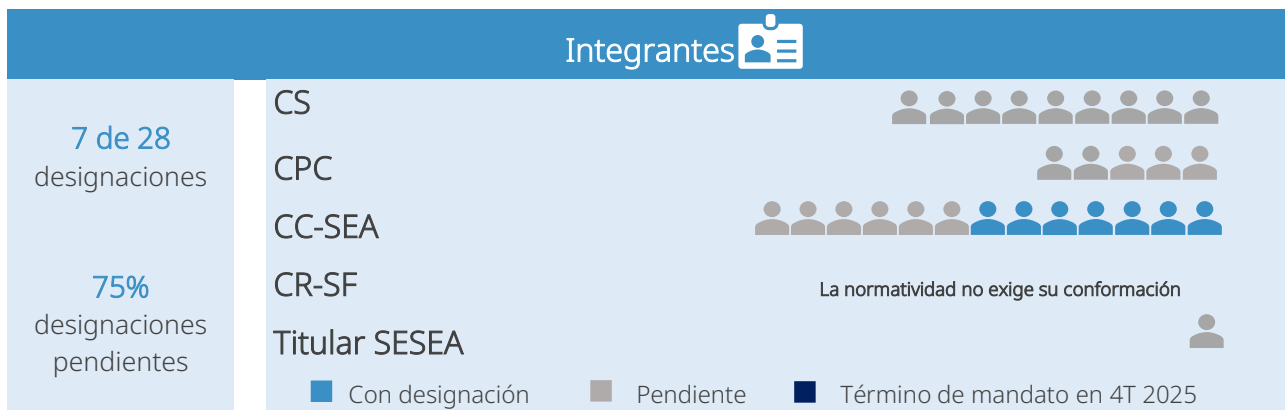 Integrantes
7 de 28
designaciones
75%
designaciones
pendientes
CS
CPC
CC-SEA
CR-SF
La normatividad no exige su conformación
Titular SESEA
Con designación
Pendiente
Término de mandato en 4T 2025